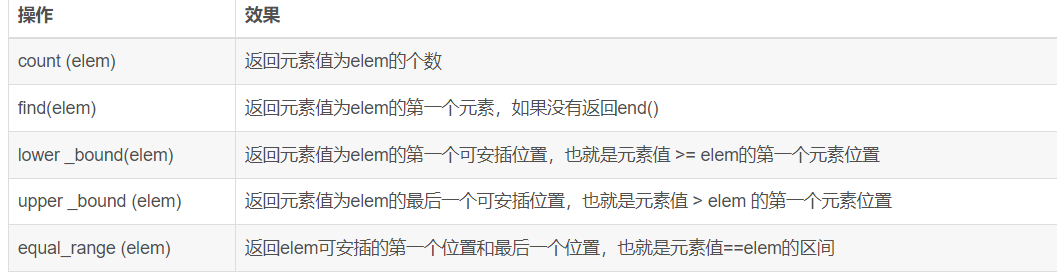 操作 效果
count (elem) 返回元素值为elem的个数
find(elem) 返回元素值为elem的第一个元素，如果没有返回end()
lower _bound(elem) 返回元素值为elem的第一个可安插位置，也就是元素值 >= elem的第一个元素位置
upper _bound (elem) 返回元素值为elem的最后一个可安插位置，也就是元素值 > elem 的第一个元素位置
equal_range (elem) 返回elem可安插的第一个位置和最后一个位置，也就是元素值==elem的区间